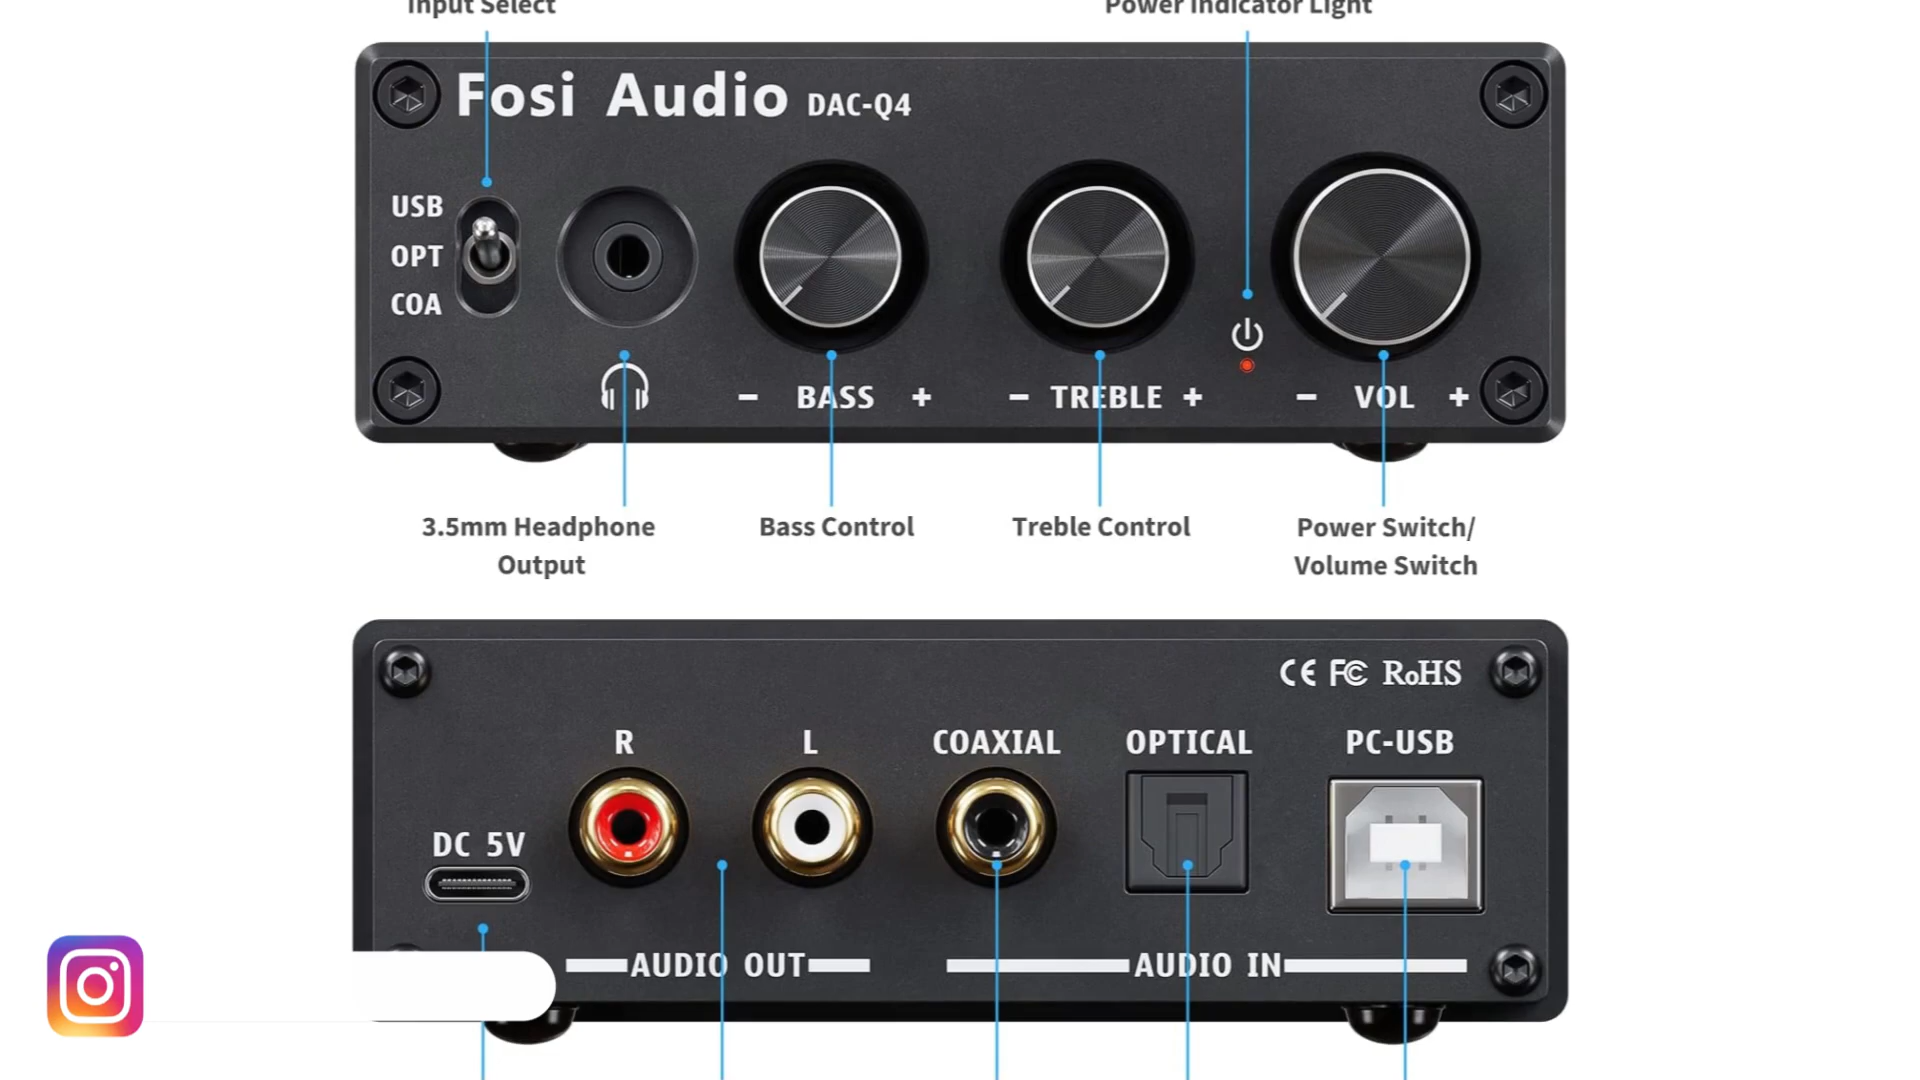 Input Select
Power Indicator Light
Fosi Audio DAC-Q4
USB
OPT
COA
− BASS +
− TREBLE +
− VOL +
3.5mm Headphone
Output
Bass Control
Treble Control
Power Switch/
Volume Switch
CE FC RoHS
R
L
COAXIAL
OPTICAL
PC-USB
DC 5V
AUDIO OUT
AUDIO IN